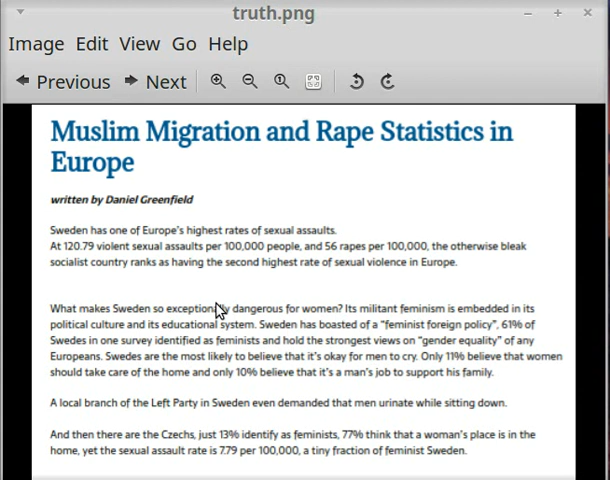 truth.png
Image Edit View Go Help
Previous Next
Muslim Migration and Rape Statistics in
Europe
written by Daniel Greenfield
Sweden has one of Europe's highest rates of sexual assaults.
At 120.79 violent sexual assaults per 100,000 people, and 56 rapes per 100,000, the otherwise bleak
socialist country ranks as having the second highest rate of sexual violence in Europe.
What makes Sweden so exceptionally dangerous for women? Its militant feminism is embedded in its
political culture and its educational system. Sweden has boasted of a "feminist foreign policy". 61% of
Swedes in one survey identified as feminists and hold the strongest views on "gender equality" of any
Europeans. Swedes are the most likely to believe that it's okay for men to cry. Only 11% believe that women
should take care of the home and only 10% believe that it's a man's job to support his family.
A local branch of the Left Party in Sweden even demanded that men urinate while sitting down.
And then there are the Czechs, just 13% identify as feminists, 77% think that a woman's place is in the
home, yet the sexual assault rate is 7.79 per 100,000, a tiny fraction of feminist Sweden.